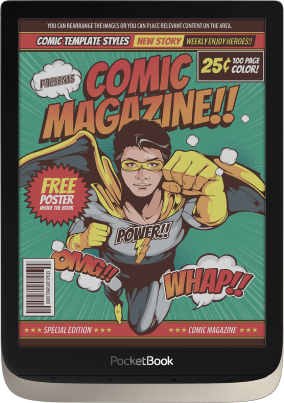 YOU CAN REARRANGE THE IMAGES OR YOU CAN PLACE RELEVANT CONTENT ON THE AREA.
COMIC TEMPLATE STYLES NEW STORY WEEKLY ENJOY HEROES!!
PRESENTS
COMIC
MAGAZINE!!
25¢ 100 PAGE
COLOR!
FREE
POSTER
INSIDE THE BOOK
POWER!!
OMG!!
WHAP!!
*** SPECIAL EDITION ***
*** COMIC MAGAZINE ***
PocketBook